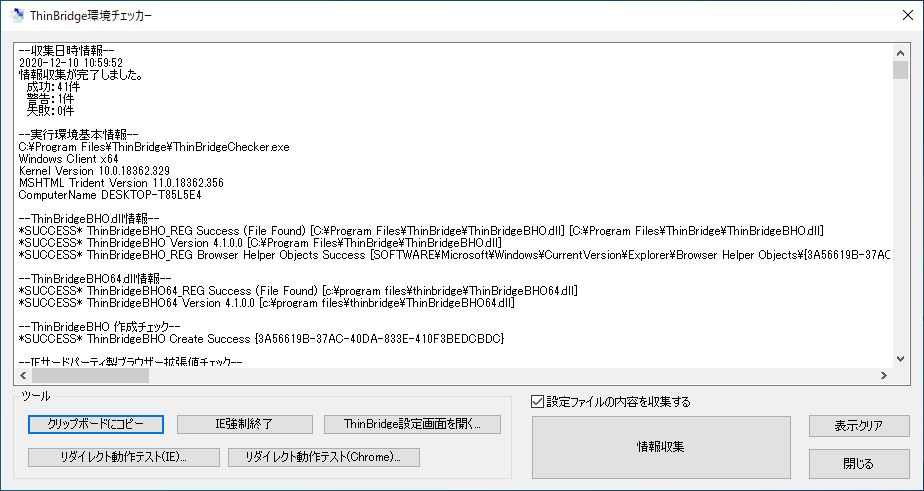 ThinBridge環境チェッカー
--収集日時情報--
2020-12-10 10:59:52
情報収集が完了しました。
成功:41件
警告:1件
失敗:0件
--実行環境基本情報--
C:¥Program Files¥ThinBridge¥ThinBridgeChecker.exe
Windows Client x64
Kernel Version 10.0.18362.329
MSHTML Trident Version 11.0.18362.356
ComputerName DESKTOP-T85L5E4
--ThinBridgeBHO.dll情報--
*SUCCESS* ThinBridgeBHO_REG Success (File Found) [C:¥Program Files¥ThinBridge¥ThinBridgeBHO.dll] [C:¥Program Files¥ThinBridge¥ThinBridgeBHO.dll]
*SUCCESS* ThinBridgeBHO Version 4.1.0.0 [C:¥Program Files¥ThinBridge¥ThinBridgeBHO.dll]
*SUCCESS* ThinBridgeBHO_REG Browser Helper Objects Success [SOFTWARE¥Microsoft¥Windows¥CurrentVersion¥Explorer¥Browser Helper Objects¥{3A56619B-37AC
--ThinBridgeBHO64.dll情報--
*SUCCESS* ThinBridgeBHO64_REG Success (File Found) [c:¥program files¥thinbridge¥ThinBridgeBHO64.dll]
*SUCCESS* ThinBridgeBHO64 Version 4.1.0.0 [c:¥program files¥thinbridge¥ThinBridgeBHO64.dll]
--ThinBridgeBHO 作成チェック--
*SUCCESS* ThinBridgeBHO Create Success {3A56619B-37AC-40DA-833E-410F3BEDCBDC}
--IEサードパーティ製ブラウザー拡張値チェック--
ツール
クリップボードにコピー
IE強制終了
ThinBridge設定画面を開く...
リダイレクト動作テスト(IE)...
リダイレクト動作テスト(Chrome)...
設定ファイルの内容を収集する
情報収集
表示クリア
閉じる